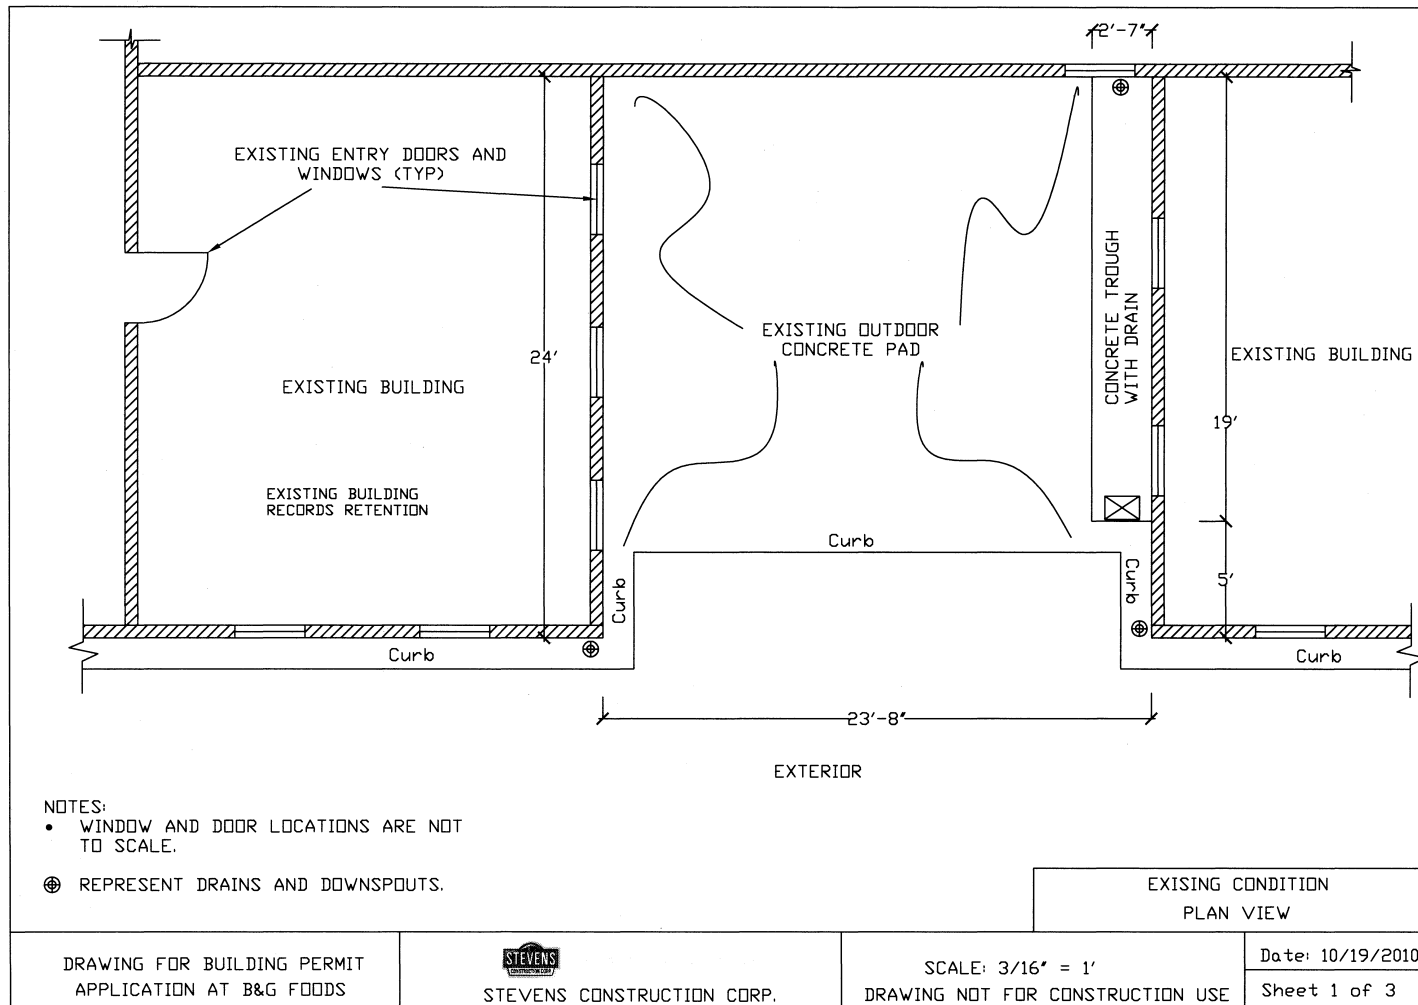 2'-7"
EXISTING ENTRY DOORS AND
WINDOWS (TYP)
CONCRETE TROUGH
WITH DRAIN
EXISTING OUTDOOR
CONCRETE PAD
24'
EXISTING BUILDING
EXISTING BUILDING
19'
EXISTING BUILDING
RECORDS RETENTION
Curb
Curb
Curb
5'
Curb
Curb
23'-8"
EXTERIOR
NOTES:
• WINDOW AND DOOR LOCATIONS ARE NOT
TO SCALE.
REPRESENT DRAINS AND DOWNSPOUTS.
EXISING CONDITION
PLAN VIEW
DRAWING FOR BUILDING PERMIT
APPLICATION AT B&G FOODS
STEVENS
CONSTRUCTION CORP.
STEVENS CONSTRUCTION CORP.
SCALE: 3/16" = 1'
DRAWING NOT FOR CONSTRUCTION USE
Date: 10/19/2010
Sheet 1 of 3